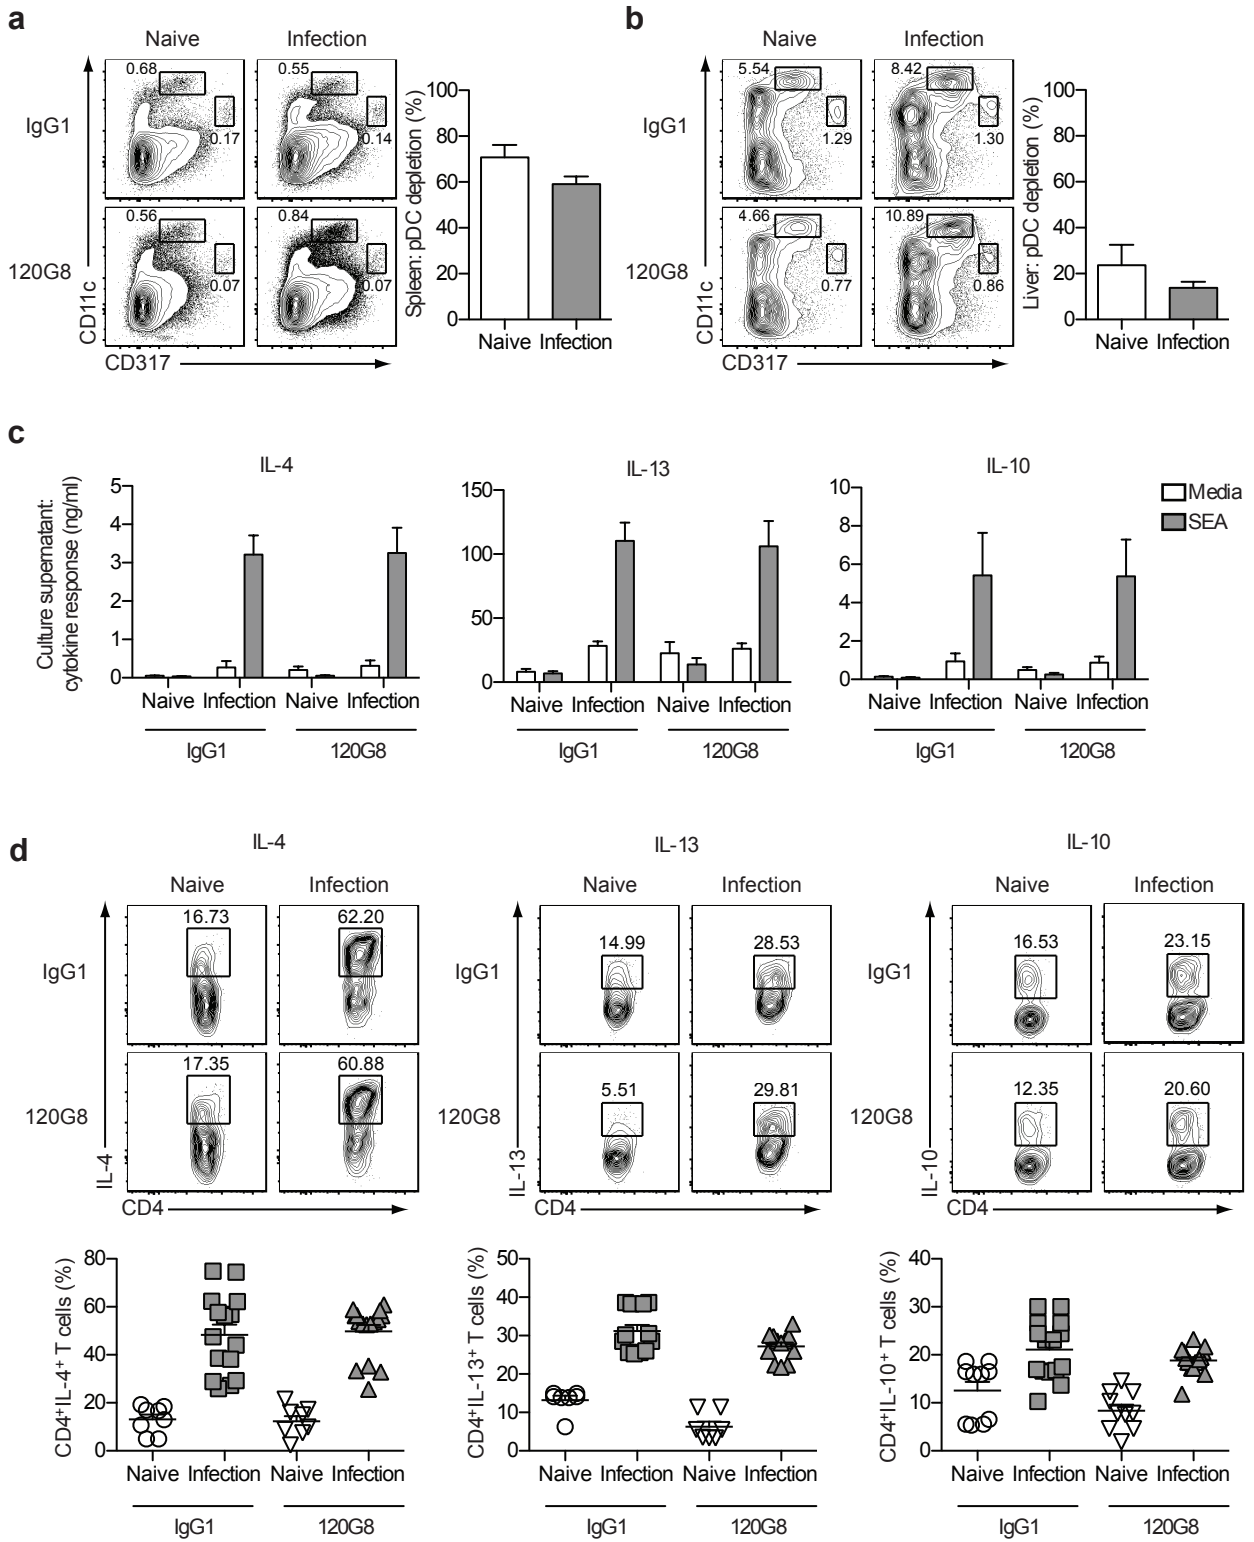 a
Naive Infection
IgG1
0.68
0.17
0.55
0.14
120G8
0.56
0.07
0.84
0.07
CD11c
CD317
Spleen: pDC depletion (%)
100
80
60
40
20
0
Naive Infection
b
Naive Infection
IgG1
5.54
1.29
8.42
1.30
120G8
4.66
0.77
10.89
0.86
CD11c
CD317
Liver: pDC depletion (%)
100
80
60
40
20
0
Naive Infection
c
IL-4
Culture supernatant:
cytokine response (ng/ml)
5
4
3
2
1
0
Naive Infection Naive Infection
IgG1 120G8
IL-13
150
100
50
0
Naive Infection Naive Infection
IgG1 120G8
IL-10
10
8
6
4
2
0
Naive Infection Naive Infection
IgG1 120G8
Media
SEA
d
IL-4
Naive Infection
IgG1
16.73 62.20
120G8
17.35 60.88
IL-4
CD4
IL-13
Naive Infection
14.99 28.53
5.51 29.81
IgG1
120G8
IL-13
CD4
IL-10
Naive Infection
IgG1
16.53 23.15
120G8
12.35 20.60
IL-10
CD4
CD4⁺IL-4⁺ T cells (%)
80
60
40
20
0
Naive Infection Naive Infection
IgG1 120G8
CD4⁺IL-13⁺ T cells (%)
50
40
30
20
10
0
Naive Infection Naive Infection
IgG1 120G8
CD4⁺IL-10⁺ T cells (%)
40
30
20
10
0
Naive Infection Naive Infection
IgG1 120G8